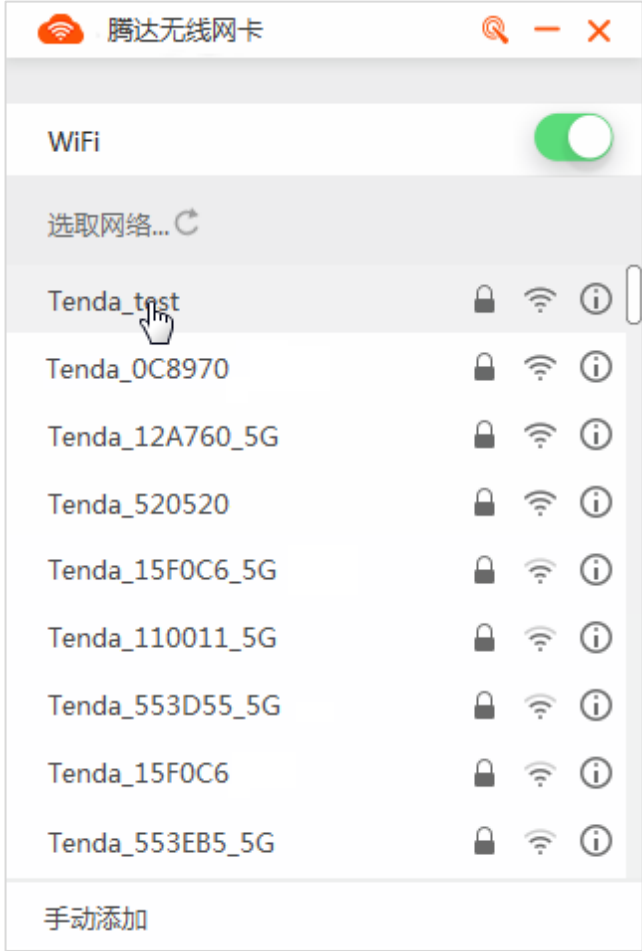 腾达无线网卡
WiFi
选取网络...
Tenda_test
Tenda_0C8970
Tenda_12A760_5G
Tenda_520520
Tenda_15F0C6_5G
Tenda_110011_5G
Tenda_553D55_5G
Tenda_15F0C6
Tenda_553EB5_5G
手动添加